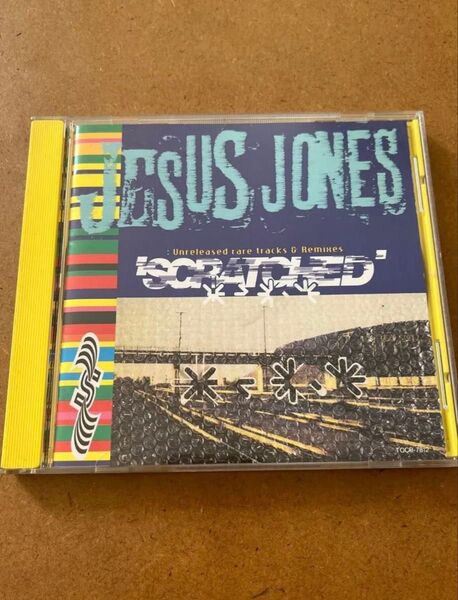 JESUS JONES
: Unreleased rare tracks & Remixes
'SCRATCHED'